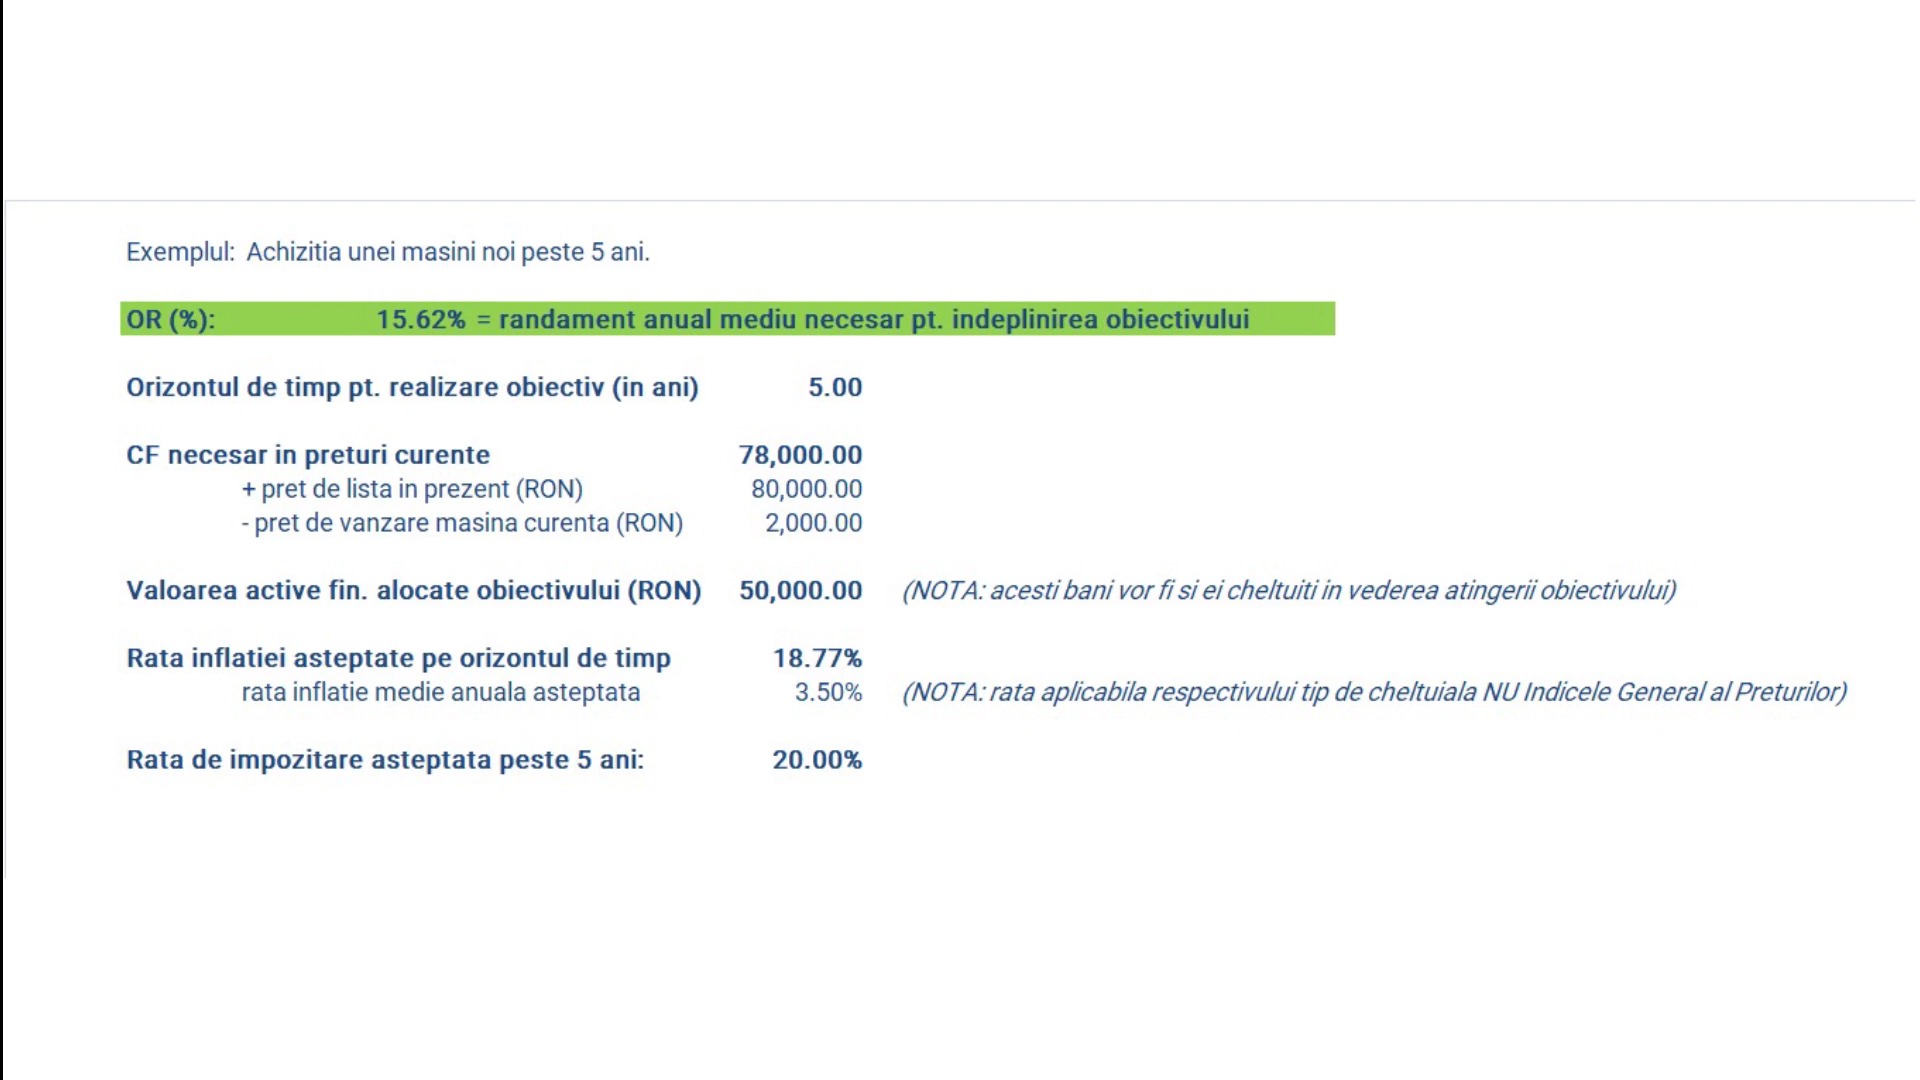 Exemplul: Achizitia unei masini noi peste 5 ani.
OR (%): 15.62% = randament anual mediu necesar pt. indeplinirea obiectivului
Orizontul de timp pt. realizare obiectiv (in ani) 5.00
CF necesar in preturi curente 78,000.00
+ pret de lista in prezent (RON) 80,000.00
- pret de vanzare masina curenta (RON) 2,000.00
Valoarea active fin. alocate obiectivului (RON) 50,000.00 (NOTA: acesti bani vor fi si ei cheltuiti in vederea atingerii obiectivului)
Rata inflatiei asteptate pe orizontul de timp 18.77%
rata inflatie medie anuala asteptata 3.50% (NOTA: rata aplicabila respectivului tip de cheltuiala NU Indicele General al Preturilor)
Rata de impozitare asteptata peste 5 ani: 20.00%